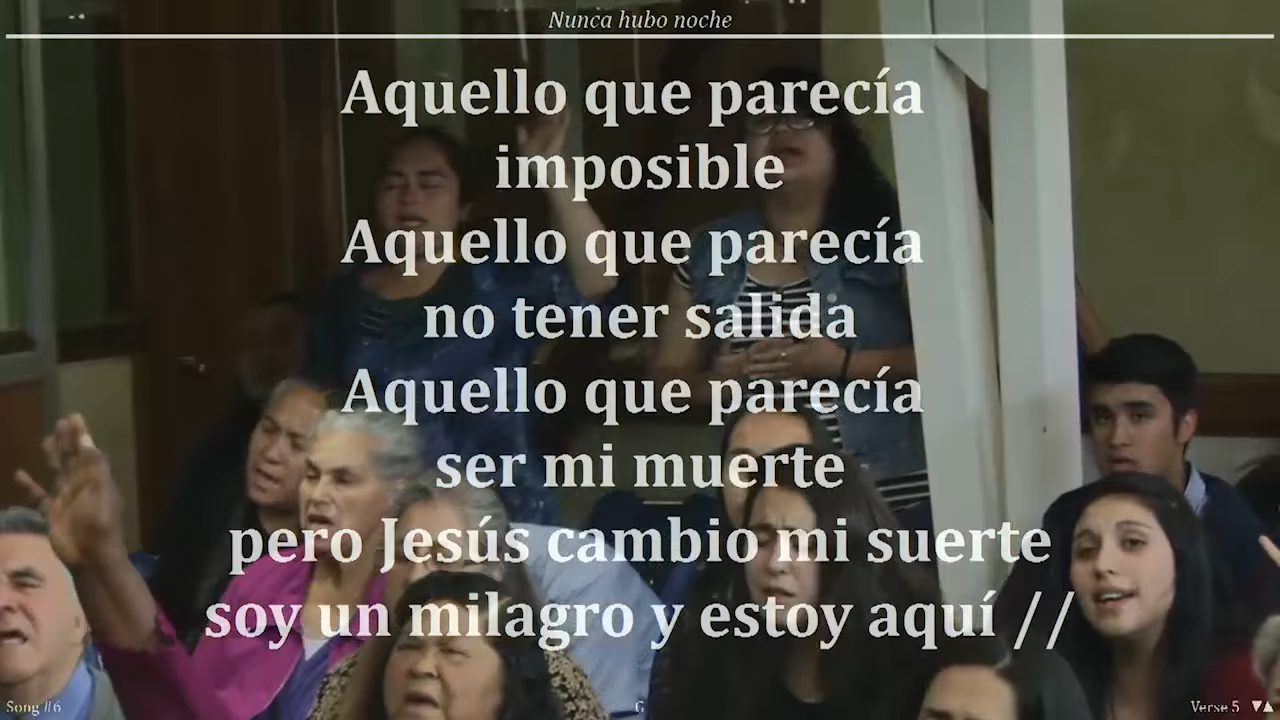 Nunca hubo noche
Aquello que parecía
imposible
Aquello que parecía
no tener salida
Aquello que parecía
ser mi muerte
pero Jesús cambio mi suerte
soy un milagro y estoy aquí //
Song #6
G
Verse 5 ▼▲